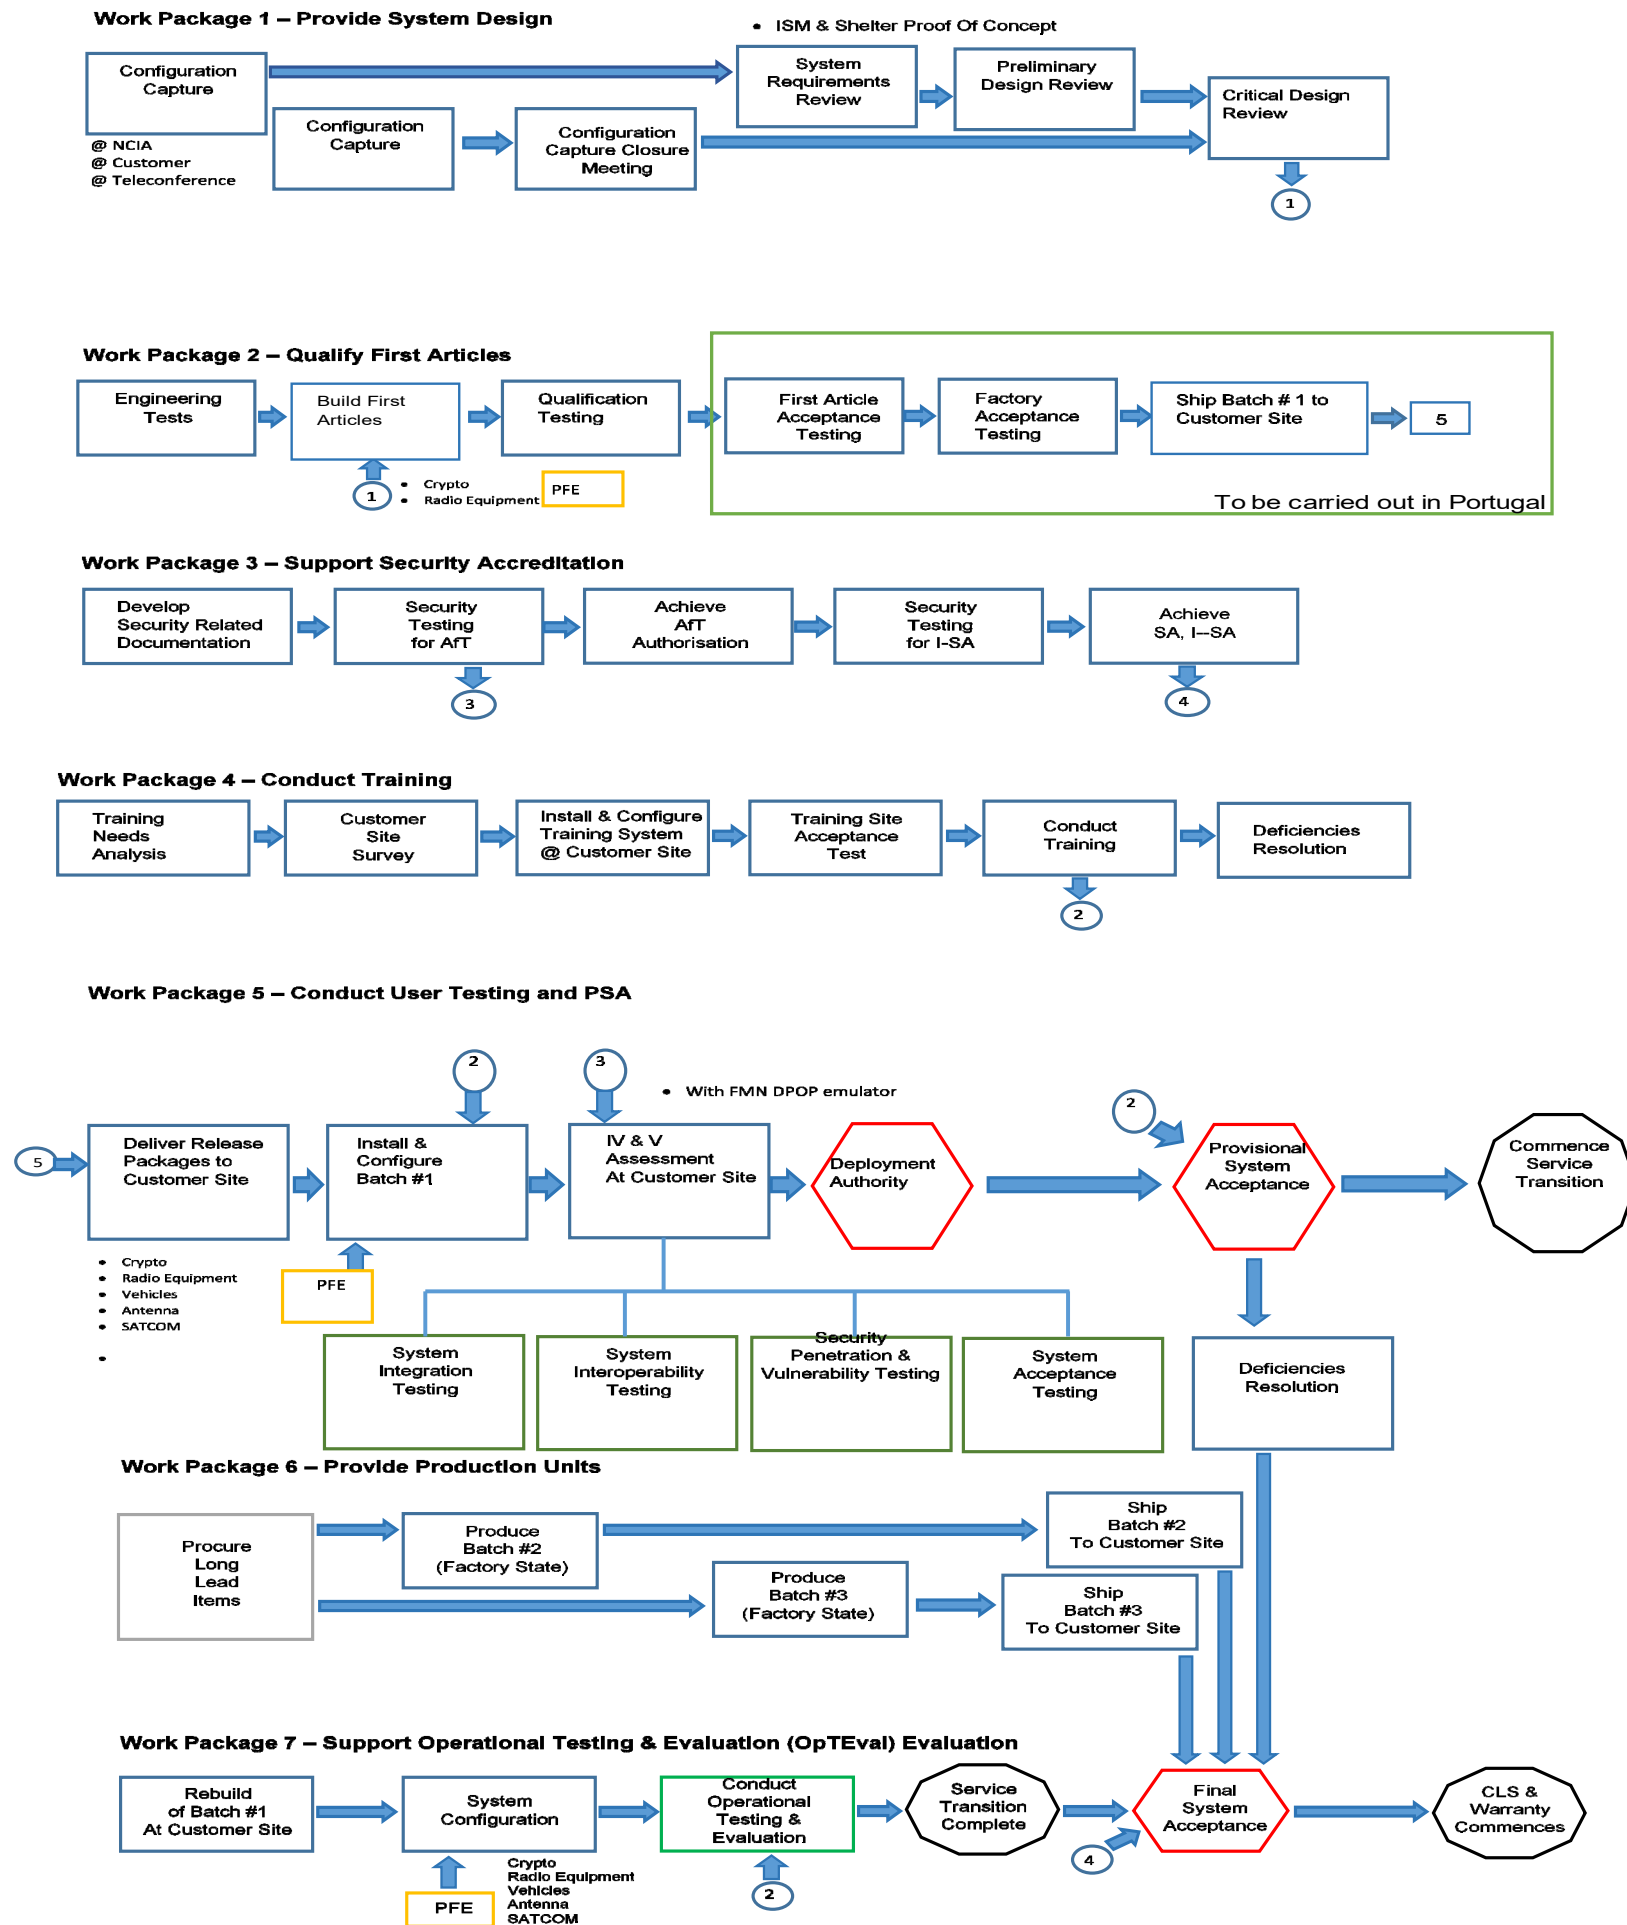 Work Package 1 – Provide System Design
• ISM & Shelter Proof Of Concept
Configuration
Capture
@ NCIA
@ Customer
@ Teleconference
Configuration
Capture
Configuration
Capture Closure
Meeting
System
Requirements
Review
Preliminary
Design Review
Critical Design
Review
1
Work Package 2 – Qualify First Articles
Engineering
Tests
Build First
Articles
Qualification
Testing
First Article
Acceptance
Testing
Factory
Acceptance
Testing
Ship Batch # 1 to
Customer Site
5
1
• Crypto
• Radio Equipment
PFE
To be carried out in Portugal
Work Package 3 – Support Security Accreditation
Develop
Security Related
Documentation
Security
Testing
for AfT
Achieve
AfT
Authorisation
Security
Testing
for I-SA
Achieve
SA, I--SA
3
4
Work Package 4 – Conduct Training
Training
Needs
Analysis
Customer
Site
Survey
Install & Configure
Training System
@ Customer Site
Training Site
Acceptance
Test
Conduct
Training
Deficiencies
Resolution
2
Work Package 5 – Conduct User Testing and PSA
2
3
• With FMN DPOP emulator
2
5
Deliver Release
Packages to
Customer Site
Install &
Configure
Batch #1
IV & V
Assessment
At Customer Site
Deployment
Authority
Provisional
System
Acceptance
Commence
Service
Transition
• Crypto
• Radio Equipment
• Vehicles
• Antenna
• SATCOM
•
PFE
System
Integration
Testing
System
Interoperability
Testing
Security
Penetration &
Vulnerability Testing
System
Acceptance
Testing
Deficiencies
Resolution
Work Package 6 – Provide Production Units
Procure
Long
Lead
Items
Produce
Batch #2
(Factory State)
Ship
Batch #2
To Customer Site
Produce
Batch #3
(Factory State)
Ship
Batch #3
To Customer Site
Work Package 7 – Support Operational Testing & Evaluation (OpTEval) Evaluation
Rebuild
of Batch #1
At Customer Site
System
Configuration
Conduct
Operational
Testing &
Evaluation
Service
Transition
Complete
Final
System
Acceptance
CLS &
Warranty
Commences
4
PFE
Crypto
Radio Equipment
Vehicles
Antenna
SATCOM
2